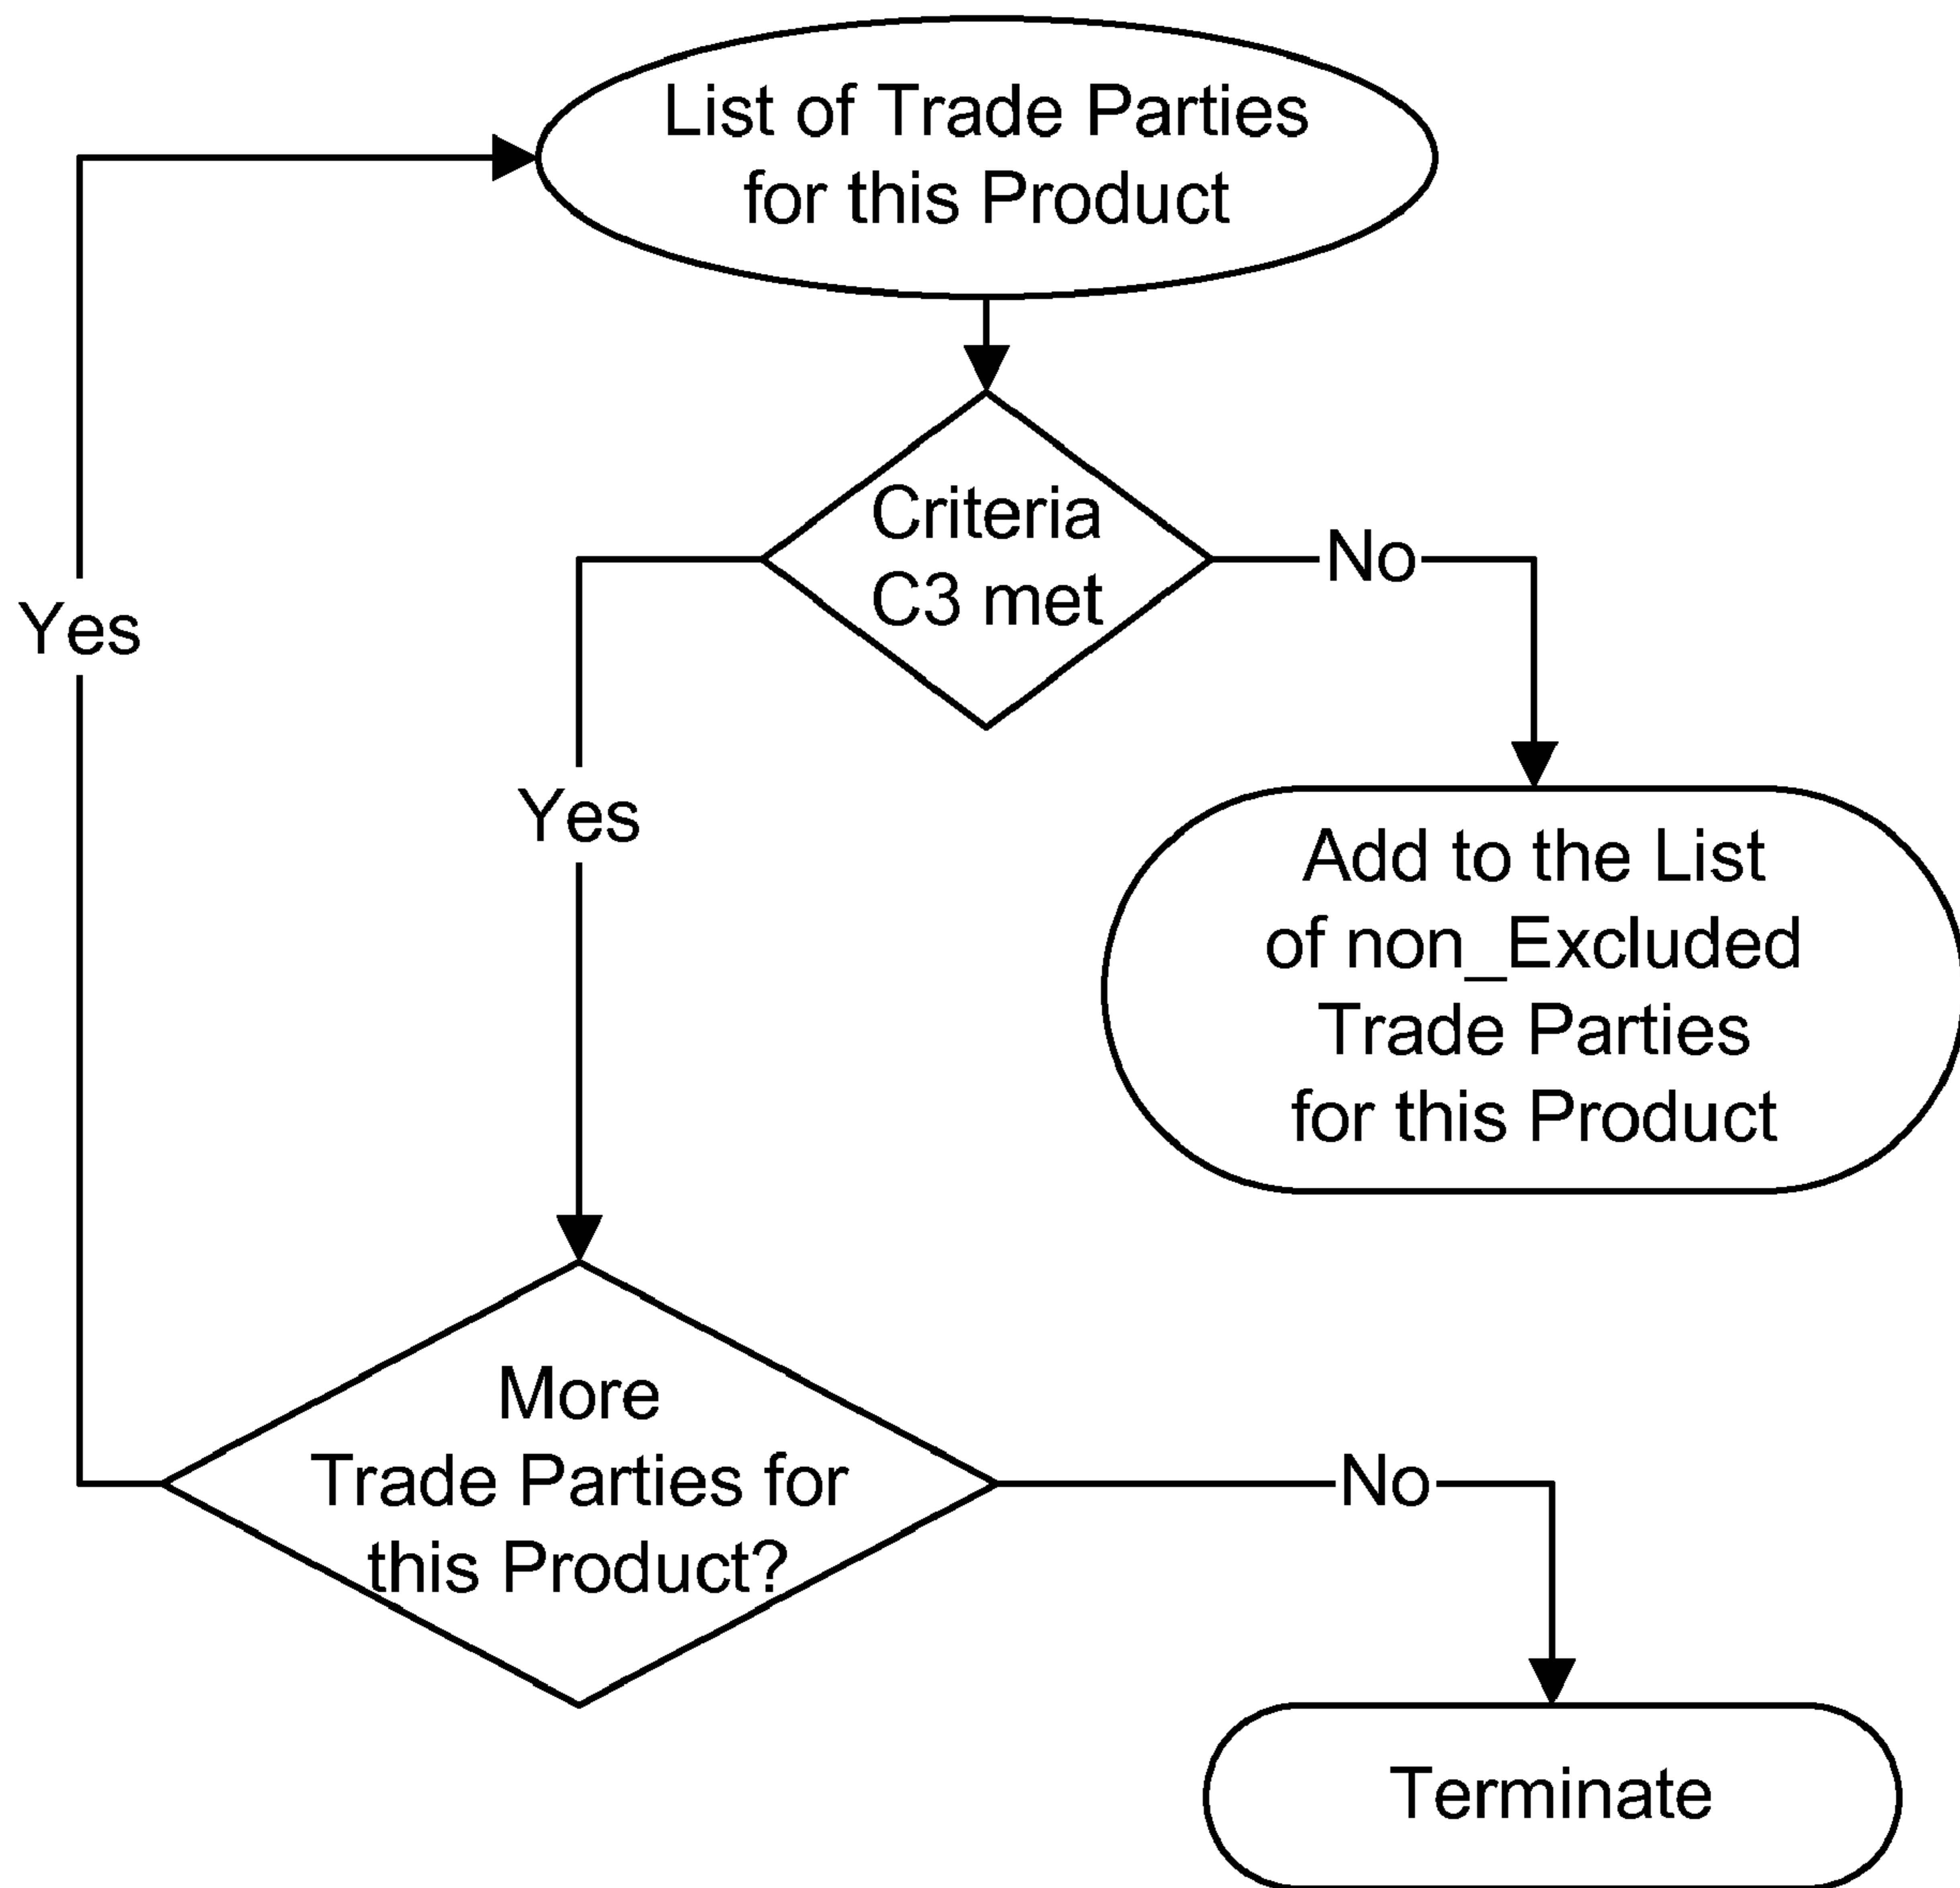 List of Trade Parties
for this Product
Criteria
C3 met
No
Yes
Yes
Add to the List
of non_Excluded
Trade Parties
for this Product
More
Trade Parties for
this Product?
No
Terminate